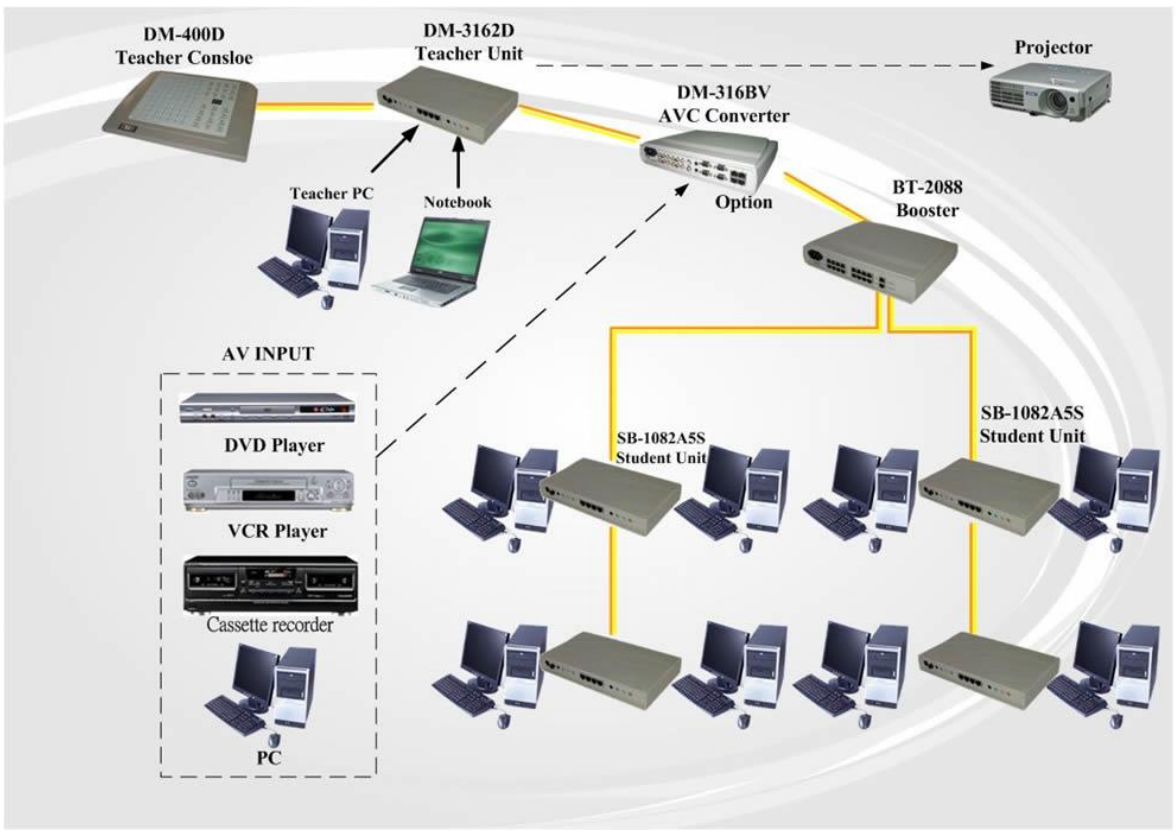 DM-400D
Teacher Consloe
DM-3162D
Teacher Unit
Projector
DM-316BV
AVC Converter
Option
BT-2088
Booster
Teacher PC
Notebook
AV INPUT
DVD Player
VCR Player
Cassette recorder
PC
SB-1082A5S
Student Unit
SB-1082A5S
Student Unit